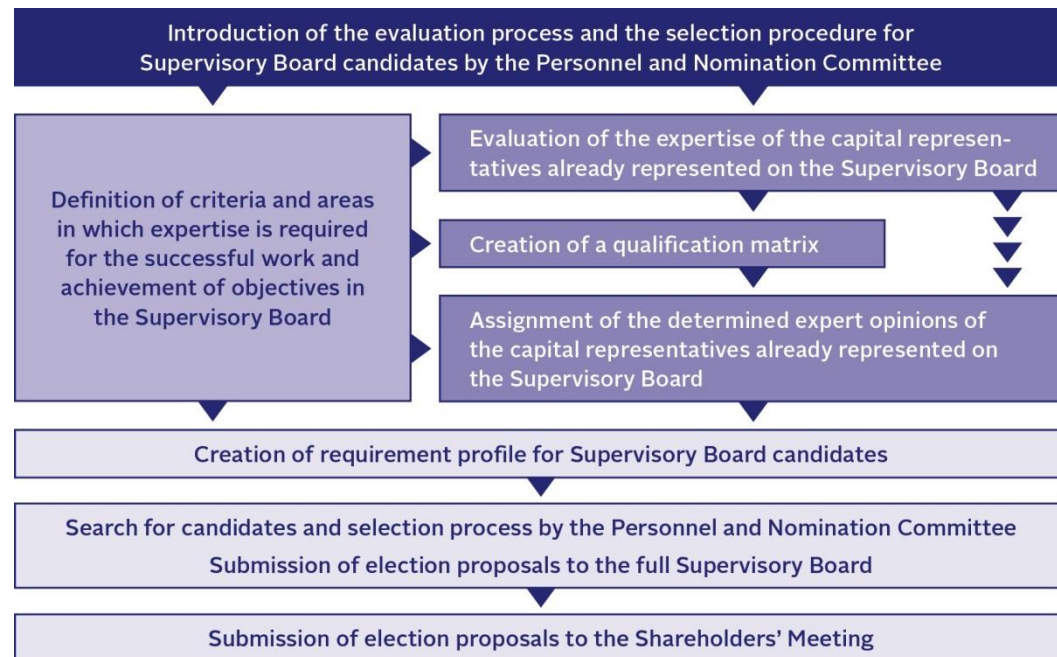 Introduction of the evaluation process and the selection procedure for
Supervisory Board candidates by the Personnel and Nomination Committee
Definition of criteria and areas
in which expertise is required
for the successful work and
achievement of objectives in
the Supervisory Board
Evaluation of the expertise of the capital represen-
tatives already represented on the Supervisory Board
Creation of a qualification matrix
Assignment of the determined expert opinions of
the capital representatives already represented on
the Supervisory Board
Creation of requirement profile for Supervisory Board candidates
Search for candidates and selection process by the Personnel and Nomination Committee
Submission of election proposals to the full Supervisory Board
Submission of election proposals to the Shareholders’ Meeting